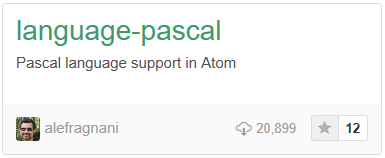 language-pascal
Pascal language support in Atom
alefragnani 20,899 12